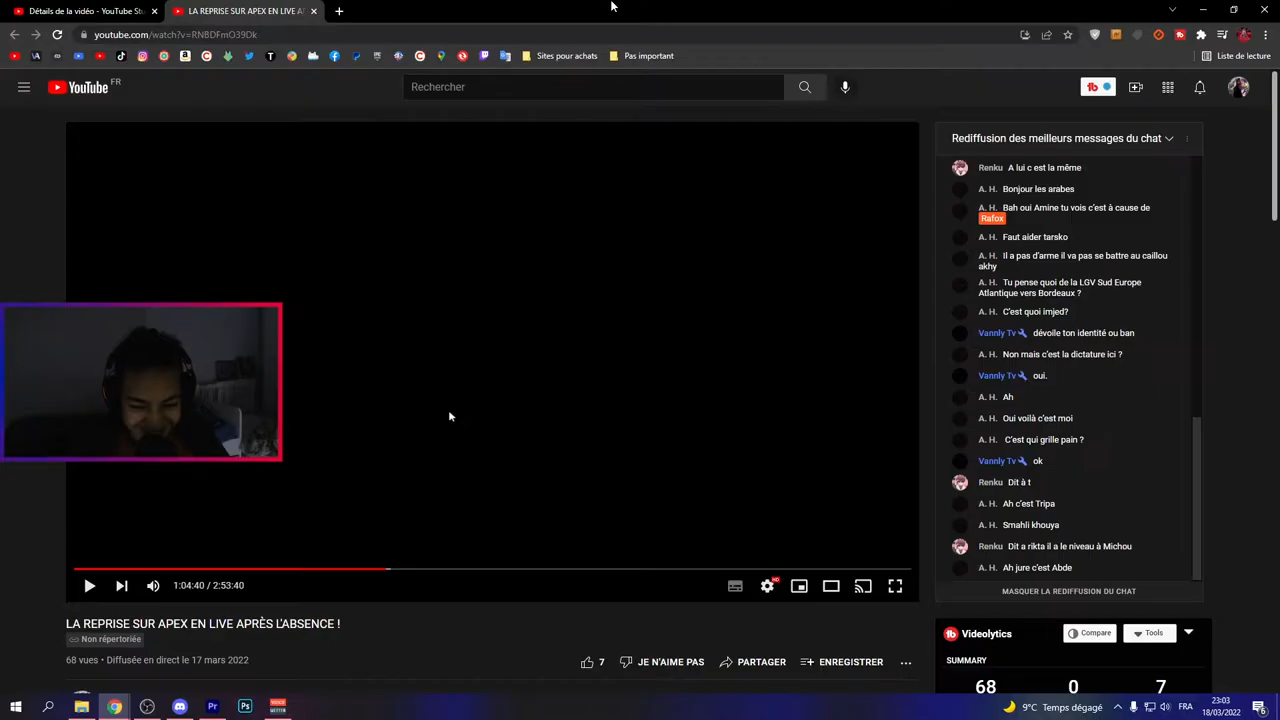 Détails de la vidéo - YouTube Stu
LA REPRISE SUR APEX EN LIVE A
youtube.com/watch?v=RN8DFmO39Dk
Sites pour achats
Pas important
Liste de lecture
YouTube FR
Rechercher
Rediffusion des meilleurs messages du chat
Renku A lui c est la même
A. H. Bonjour les arabes
A. H. Bah oui Amine tu vois c'est à cause de
Rafox
A. H. Faut aider tarsko
A. H. Il a pas d'arme il va pas se battre au caillou
akhy
A. H. Tu pense quoi de la LGV Sud Europe
Atlantique vers Bordeaux ?
A. H. C'est quoi imjed?
Vannly Tv dévoile ton identité ou ban
A. H. Non mais c'est la dictature ici ?
Vannly Tv oui.
A. H. Ah
A. H. Oui voilà c'est moi
A. H. C'est qui grille pain ?
Vannly Tv ok
Renku Dit à t
A. H. Ah c'est Tripa
A. H. Smahli khouya
Renku Dit a rikta il a le niveau à Michou
A. H. Ah jure c'est Abde
MASQUER LA REDIFFUSION DU CHAT
1:04:40 / 2:53:40
HD
LA REPRISE SUR APEX EN LIVE APRÈS L'ABSENCE !
Non répertoriée
68 vues • Diffusée en direct le 17 mars 2022
7
JE N'AIME PAS
PARTAGER
ENREGISTRER
Videolytics
Compare
Tools
SUMMARY
68
0
7
9°C Temps dégagé
FRA
23:03
18/03/2022